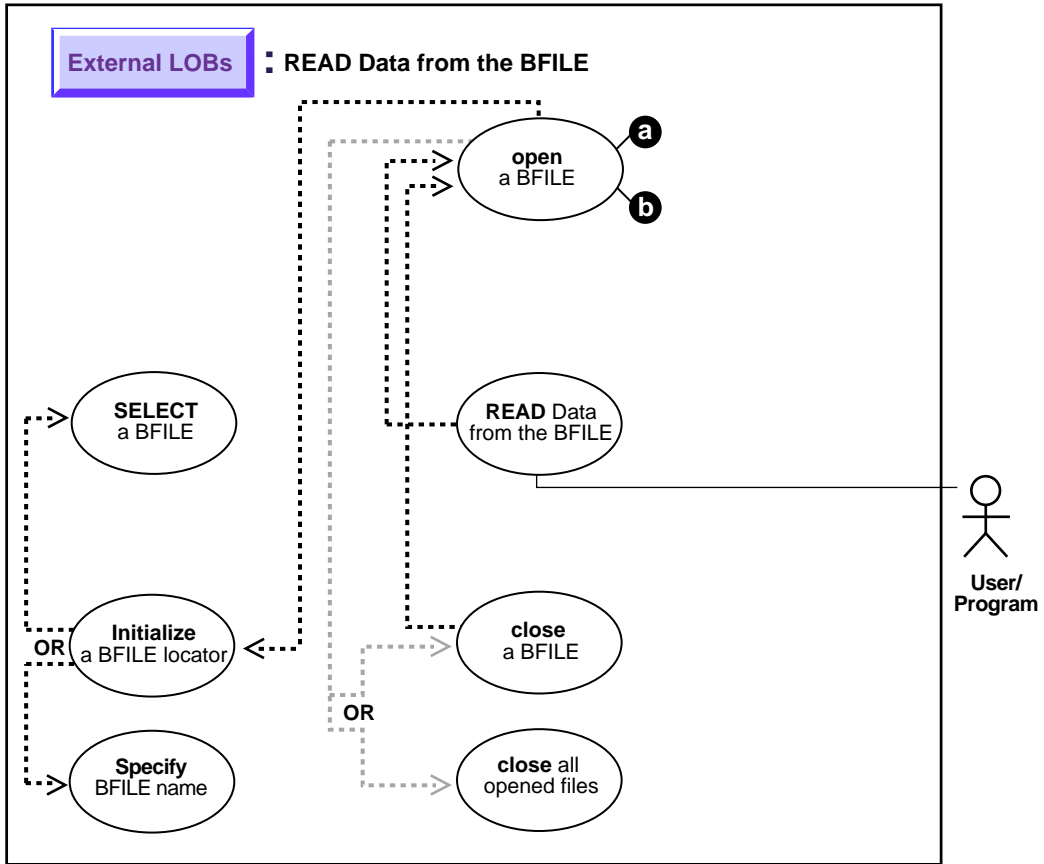 External LOBs : READ Data from the BFILE
a
open
a BFILE
b
SELECT
a BFILE
READ Data
from the BFILE
User/
Program
Initialize
OR a BFILE locator
close
a BFILE
OR
Specify
BFILE name
close all
opened files